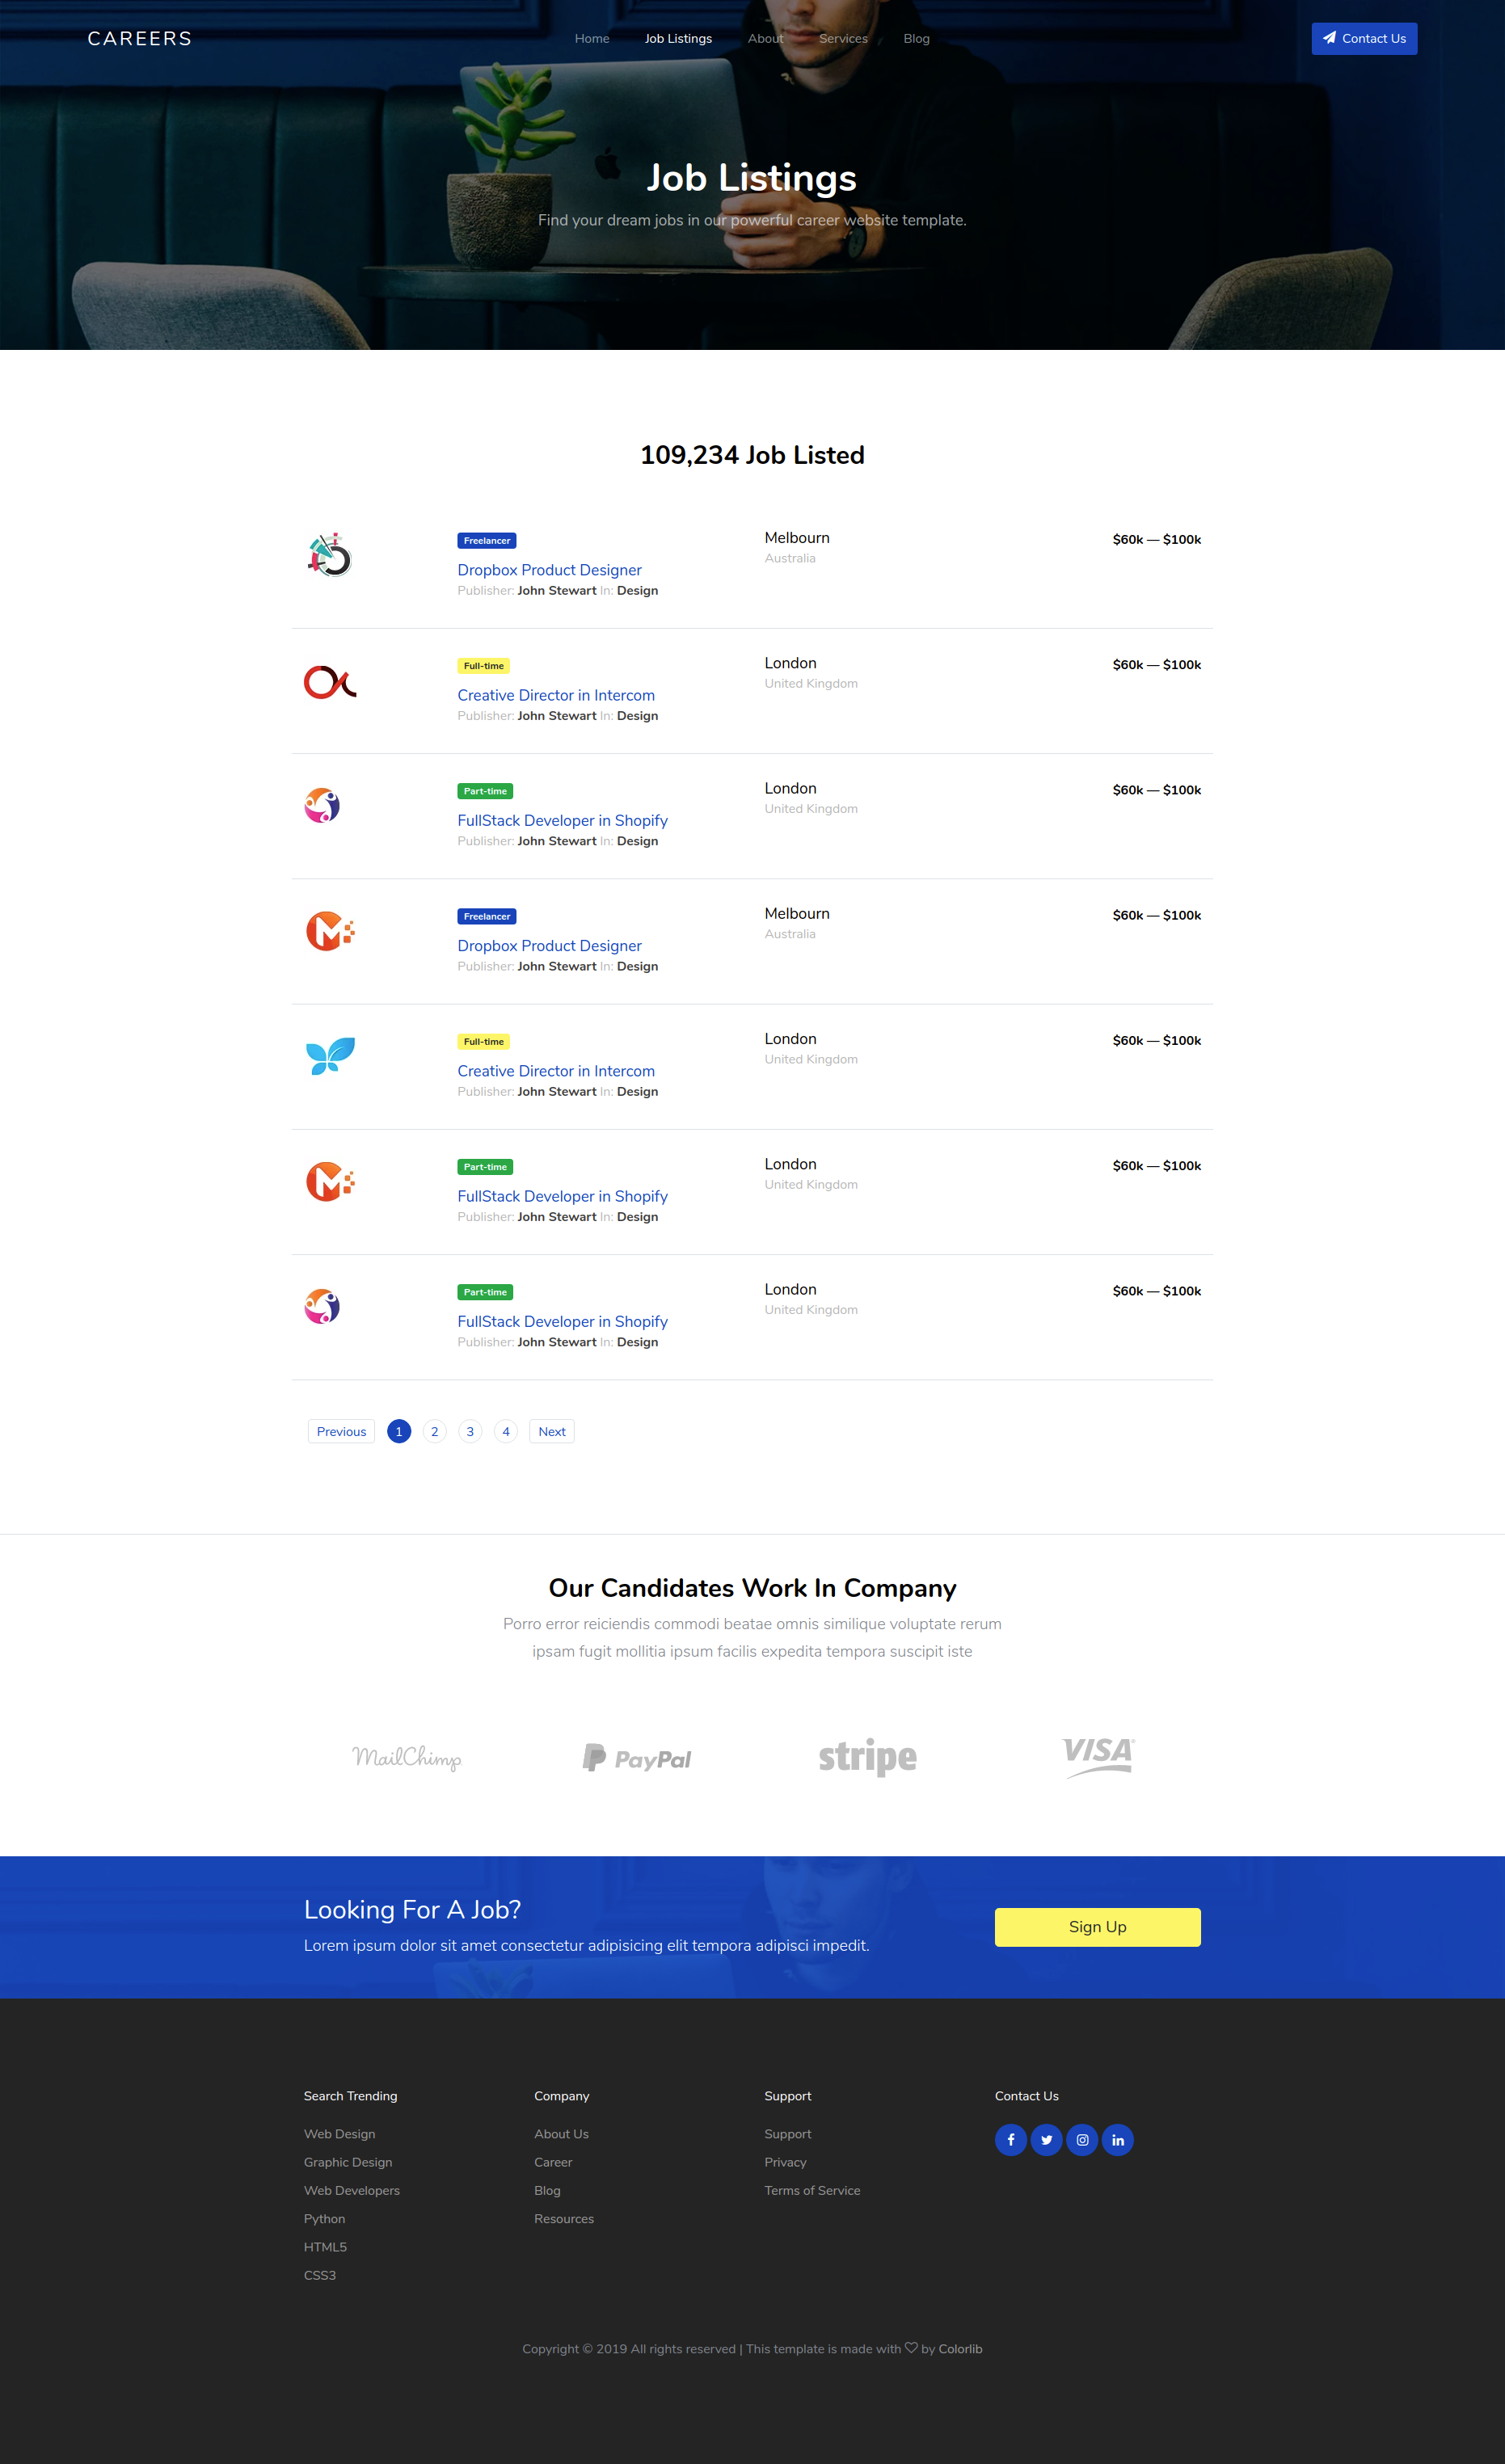 CAREERS
Home
Job Listings
About
Services
Blog
Contact Us
Job Listings
Find your dream jobs in our powerful career website template.
109,234 Job Listed
Freelancer
Dropbox Product Designer
Publisher: John Stewart In: Design
Melbourn
Australia
$60k — $100k
Full-time
Creative Director in Intercom
Publisher: John Stewart In: Design
London
United Kingdom
$60k — $100k
Part-time
FullStack Developer in Shopify
Publisher: John Stewart In: Design
London
United Kingdom
$60k — $100k
Freelancer
Dropbox Product Designer
Publisher: John Stewart In: Design
Melbourn
Australia
$60k — $100k
Full-time
Creative Director in Intercom
Publisher: John Stewart In: Design
London
United Kingdom
$60k — $100k
Part-time
FullStack Developer in Shopify
Publisher: John Stewart In: Design
London
United Kingdom
$60k — $100k
Part-time
FullStack Developer in Shopify
Publisher: John Stewart In: Design
London
United Kingdom
$60k — $100k
Previous 1 2 3 4 Next
Our Candidates Work In Company
Porro error reiciendis commodi beatae omnis similique voluptate rerum
ipsam fugit mollitia ipsum facilis expedita tempora suscipit iste
MailChimp
PayPal
stripe
VISA
Looking For A Job?
Lorem ipsum dolor sit amet consectetur adipisicing elit tempora adipisci impedit.
Sign Up
Search Trending
Web Design
Graphic Design
Web Developers
Python
HTML5
CSS3
Company
About Us
Career
Blog
Resources
Support
Support
Privacy
Terms of Service
Contact Us
Copyright © 2019 All rights reserved | This template is made with ♡ by Colorlib